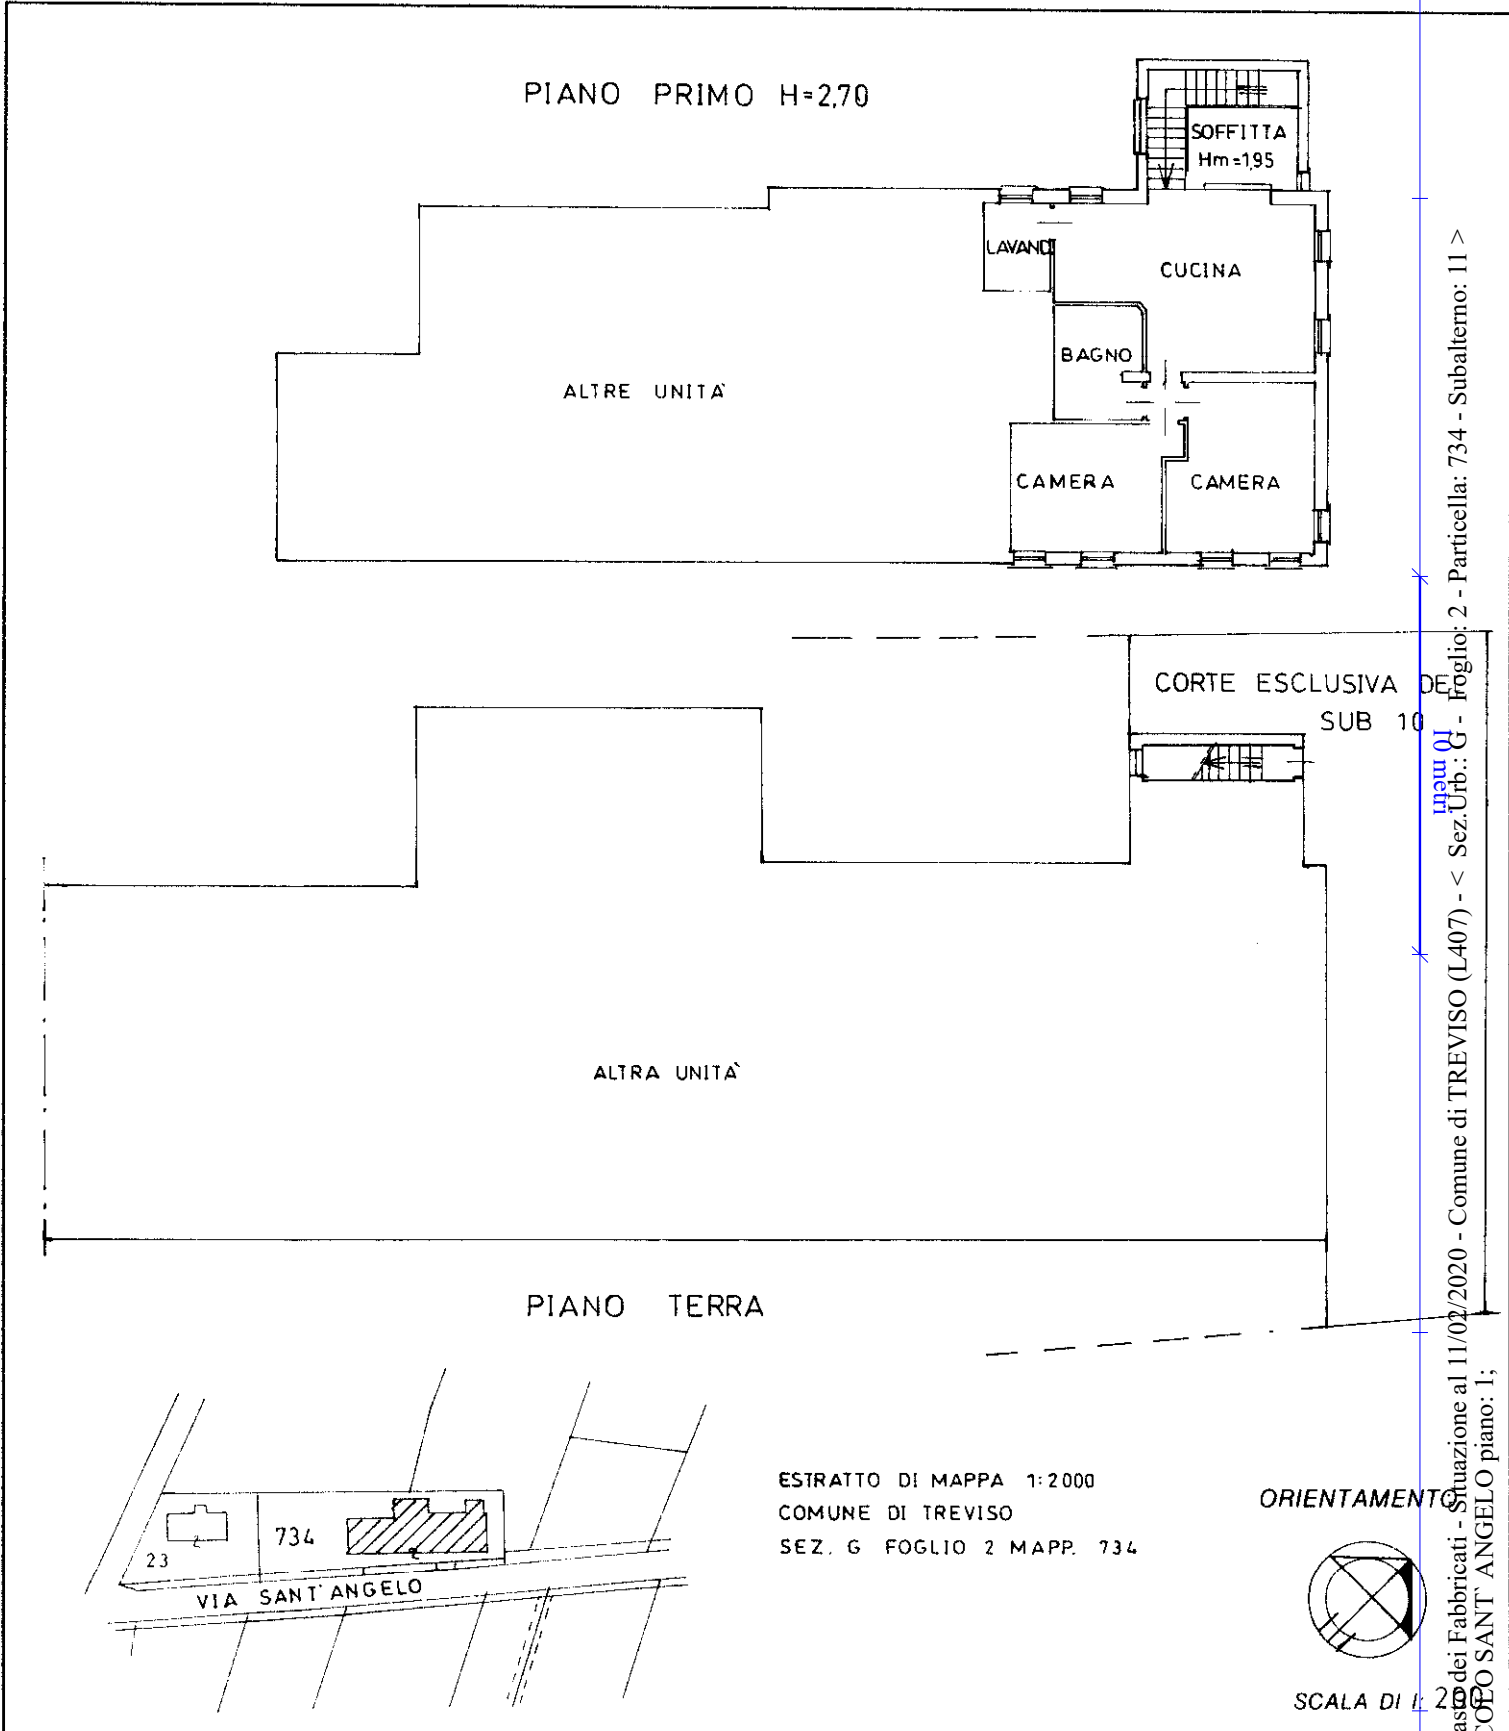 PIANO PRIMO H=2,70
SOFFITTA
Hm=1,95
LAVAND
CUCINA
BAGNO
ALTRE UNITA'
CAMERA
CAMERA
CORTE ESCLUSIVA DEL
SUB 10
10 metri
ALTRA UNITA'
PIANO TERRA
ESTRATTO DI MAPPA 1:2000
COMUNE DI TREVISO
SEZ. G FOGLIO 2 MAPP. 734
734
23
VIA SANT'ANGELO
ORIENTAMENTO
SCALA DI 1: 200
dei Fabbricati - Situazione al 11/02/2020 - Comune di TREVISO (L407) - < Sez.Urb.: G - Foglio: 2 - Particella: 734 - Subalterno: 11 >
SANT` ANGELO piano: 1;